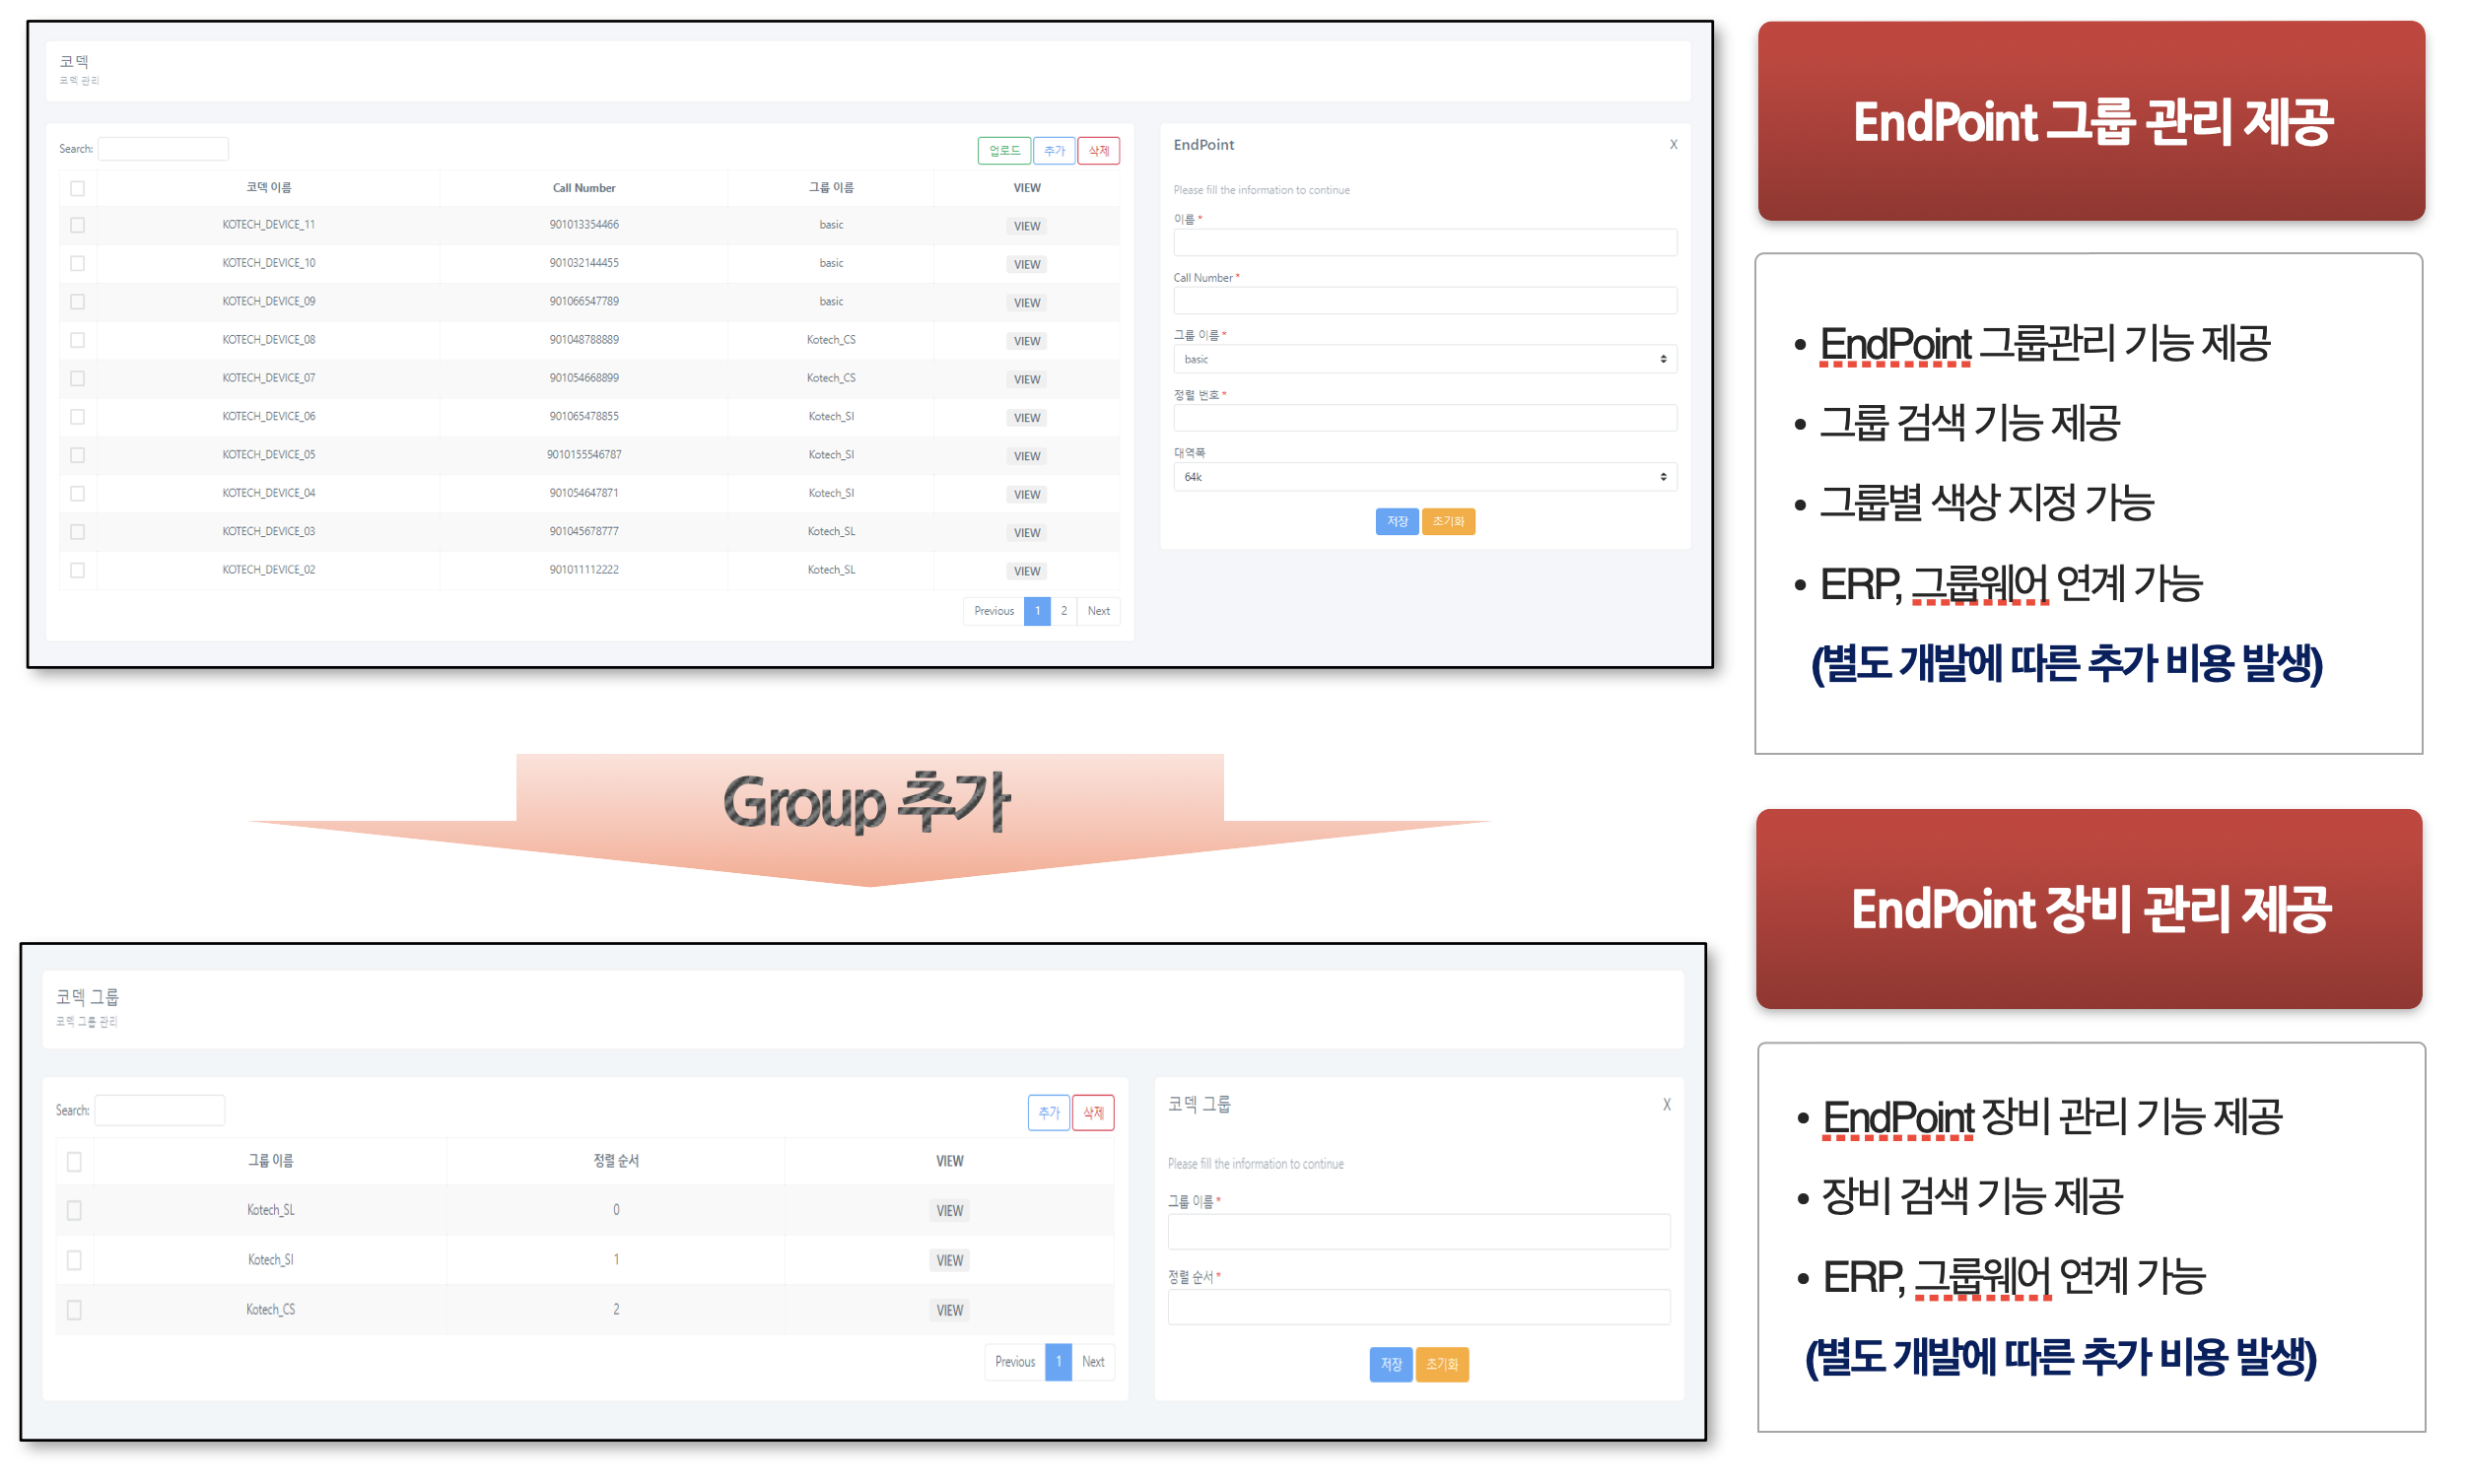 코덱
코덱 관리
Search:
업로드 추가 삭제
코덱 이름 Call Number 그룹 이름 VIEW
KOTECH_DEVICE_11 901013354466 basic VIEW
KOTECH_DEVICE_10 901032144455 basic VIEW
KOTECH_DEVICE_09 901066547789 basic VIEW
KOTECH_DEVICE_08 901048788889 Kotech_CS VIEW
KOTECH_DEVICE_07 901054668899 Kotech_CS VIEW
KOTECH_DEVICE_06 901065478855 Kotech_SI VIEW
KOTECH_DEVICE_05 9010155546787 Kotech_SI VIEW
KOTECH_DEVICE_04 901054647871 Kotech_SI VIEW
KOTECH_DEVICE_03 901045678777 Kotech_SL VIEW
KOTECH_DEVICE_02 901011112222 Kotech_SL VIEW
Previous 1 2 Next
EndPoint X
Please fill the information to continue
이름 *
Call Number *
그룹 이름 *
basic
정렬 번호 *
대역폭
64k
저장 초기화
EndPoint 그룹 관리 제공
• EndPoint 그룹관리 기능 제공
• 그룹 검색 기능 제공
• 그룹별 색상 지정 가능
• ERP, 그룹웨어 연계 가능
(별도 개발에 따른 추가 비용 발생)
Group 추가
코덱 그룹
코덱 그룹 관리
Search:
추가 삭제
그룹 이름 정렬 순서 VIEW
Kotech_SL 0 VIEW
Kotech_SI 1 VIEW
Kotech_CS 2 VIEW
Previous 1 Next
코덱 그룹 X
Please fill the information to continue
그룹 이름 *
정렬 순서 *
저장 초기화
EndPoint 장비 관리 제공
• EndPoint 장비 관리 기능 제공
• 장비 검색 기능 제공
• ERP, 그룹웨어 연계 가능
(별도 개발에 따른 추가 비용 발생)